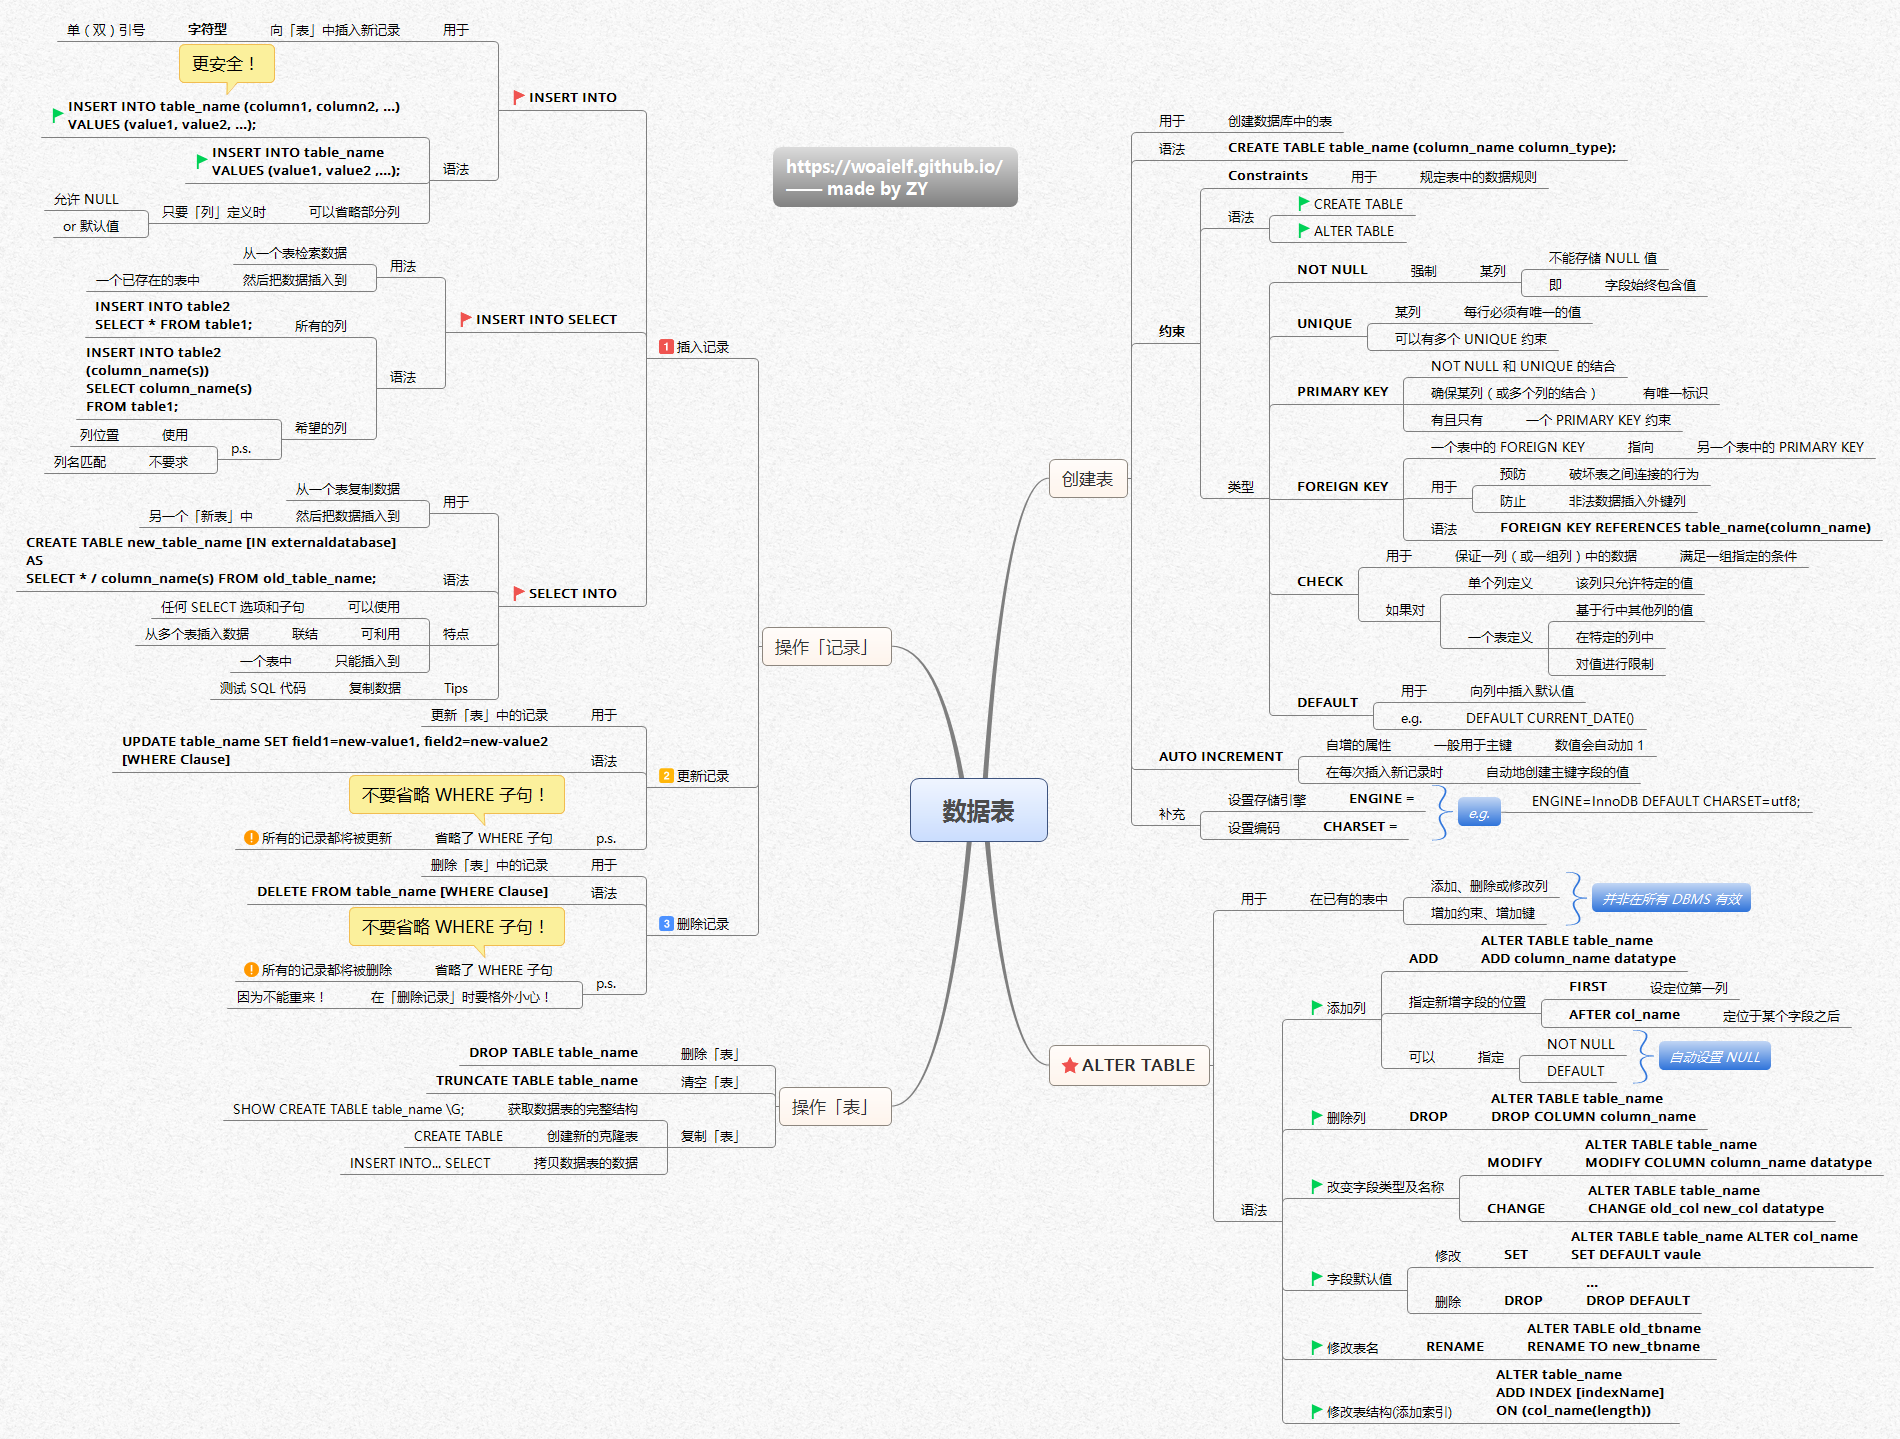 数据表
https://woaielf.github.io/
—— made by ZY
操作「记录」
1 插入记录
INSERT INTO
用于
向「表」中插入新记录
字符型
单（双）引号
更安全！
语法
INSERT INTO table_name (column1, column2, ...)
VALUES (value1, value2, ...);
INSERT INTO table_name
VALUES (value1, value2 ,...);
可以省略部分列
只要「列」定义时
允许 NULL
or 默认值
INSERT INTO SELECT
用法
从一个表检索数据
然后把数据插入到
一个已存在的表中
语法
所有的列
INSERT INTO table2
SELECT * FROM table1;
希望的列
INSERT INTO table2
(column_name(s))
SELECT column_name(s)
FROM table1;
p.s.
使用
列位置
不要求
列名匹配
SELECT INTO
用于
从一个表复制数据
然后把数据插入到
另一个「新表」中
语法
CREATE TABLE new_table_name [IN externaldatabase]
AS
SELECT * / column_name(s) FROM old_table_name;
特点
可以使用
任何 SELECT 选项和子句
可利用
联结
从多个表插入数据
只能插入到
一个表中
Tips
复制数据
测试 SQL 代码
2 更新记录
用于
更新「表」中的记录
语法
UPDATE table_name SET field1=new-value1, field2=new-value2
[WHERE Clause]
不要省略 WHERE 子句！
p.s.
省略了 WHERE 子句
所有的记录都将被更新
3 删除记录
用于
删除「表」中的记录
语法
DELETE FROM table_name [WHERE Clause]
不要省略 WHERE 子句！
p.s.
省略了 WHERE 子句
所有的记录都将被删除
在「删除记录」时要格外小心！
因为不能重来！
操作「表」
删除「表」
DROP TABLE table_name
清空「表」
TRUNCATE TABLE table_name
复制「表」
获取数据表的完整结构
SHOW CREATE TABLE table_name \G;
创建新的克隆表
CREATE TABLE
拷贝数据表的数据
INSERT INTO... SELECT
创建表
用于
创建数据库中的表
语法
CREATE TABLE table_name (column_name column_type);
约束
Constraints
用于
规定表中的数据规则
语法
CREATE TABLE
ALTER TABLE
类型
NOT NULL
强制
某列
不能存储 NULL 值
即
字段始终包含值
UNIQUE
某列
每行必须有唯一的值
可以有多个 UNIQUE 约束
PRIMARY KEY
NOT NULL 和 UNIQUE 的结合
确保某列（或多个列的结合）
有唯一标识
有且只有
一个 PRIMARY KEY 约束
FOREIGN KEY
一个表中的 FOREIGN KEY
指向
另一个表中的 PRIMARY KEY
用于
预防
破坏表之间连接的行为
防止
非法数据插入外键列
语法
FOREIGN KEY REFERENCES table_name(column_name)
CHECK
用于
保证一列（或一组列）中的数据
满足一组指定的条件
如果对
单个列定义
该列只允许特定的值
一个表定义
基于行中其他列的值
在特定的列中
对值进行限制
DEFAULT
用于
向列中插入默认值
e.g.
DEFAULT CURRENT_DATE()
AUTO INCREMENT
自增的属性
一般用于主键
数值会自动加 1
在每次插入新记录时
自动地创建主键字段的值
补充
设置存储引擎
ENGINE =
设置编码
CHARSET =
e.g.
ENGINE=InnoDB DEFAULT CHARSET=utf8;
ALTER TABLE
用于
在已有的表中
添加、删除或修改列
增加约束、增加键
并非在所有 DBMS 有效
语法
添加列
ADD
ALTER TABLE table_name
ADD column_name datatype
指定新增字段的位置
FIRST
设定位第一列
AFTER col_name
定位于某个字段之后
可以
指定
NOT NULL
DEFAULT
自动设置 NULL
删除列
DROP
ALTER TABLE table_name
DROP COLUMN column_name
改变字段类型及名称
MODIFY
ALTER TABLE table_name
MODIFY COLUMN column_name datatype
CHANGE
ALTER TABLE table_name
CHANGE old_col new_col datatype
字段默认值
修改
SET
ALTER TABLE table_name ALTER col_name
SET DEFAULT vaule
删除
DROP
...
DROP DEFAULT
修改表名
RENAME
ALTER TABLE old_tbname
RENAME TO new_tbname
修改表结构(添加索引)
ALTER table_name
ADD INDEX [indexName]
ON (col_name(length))